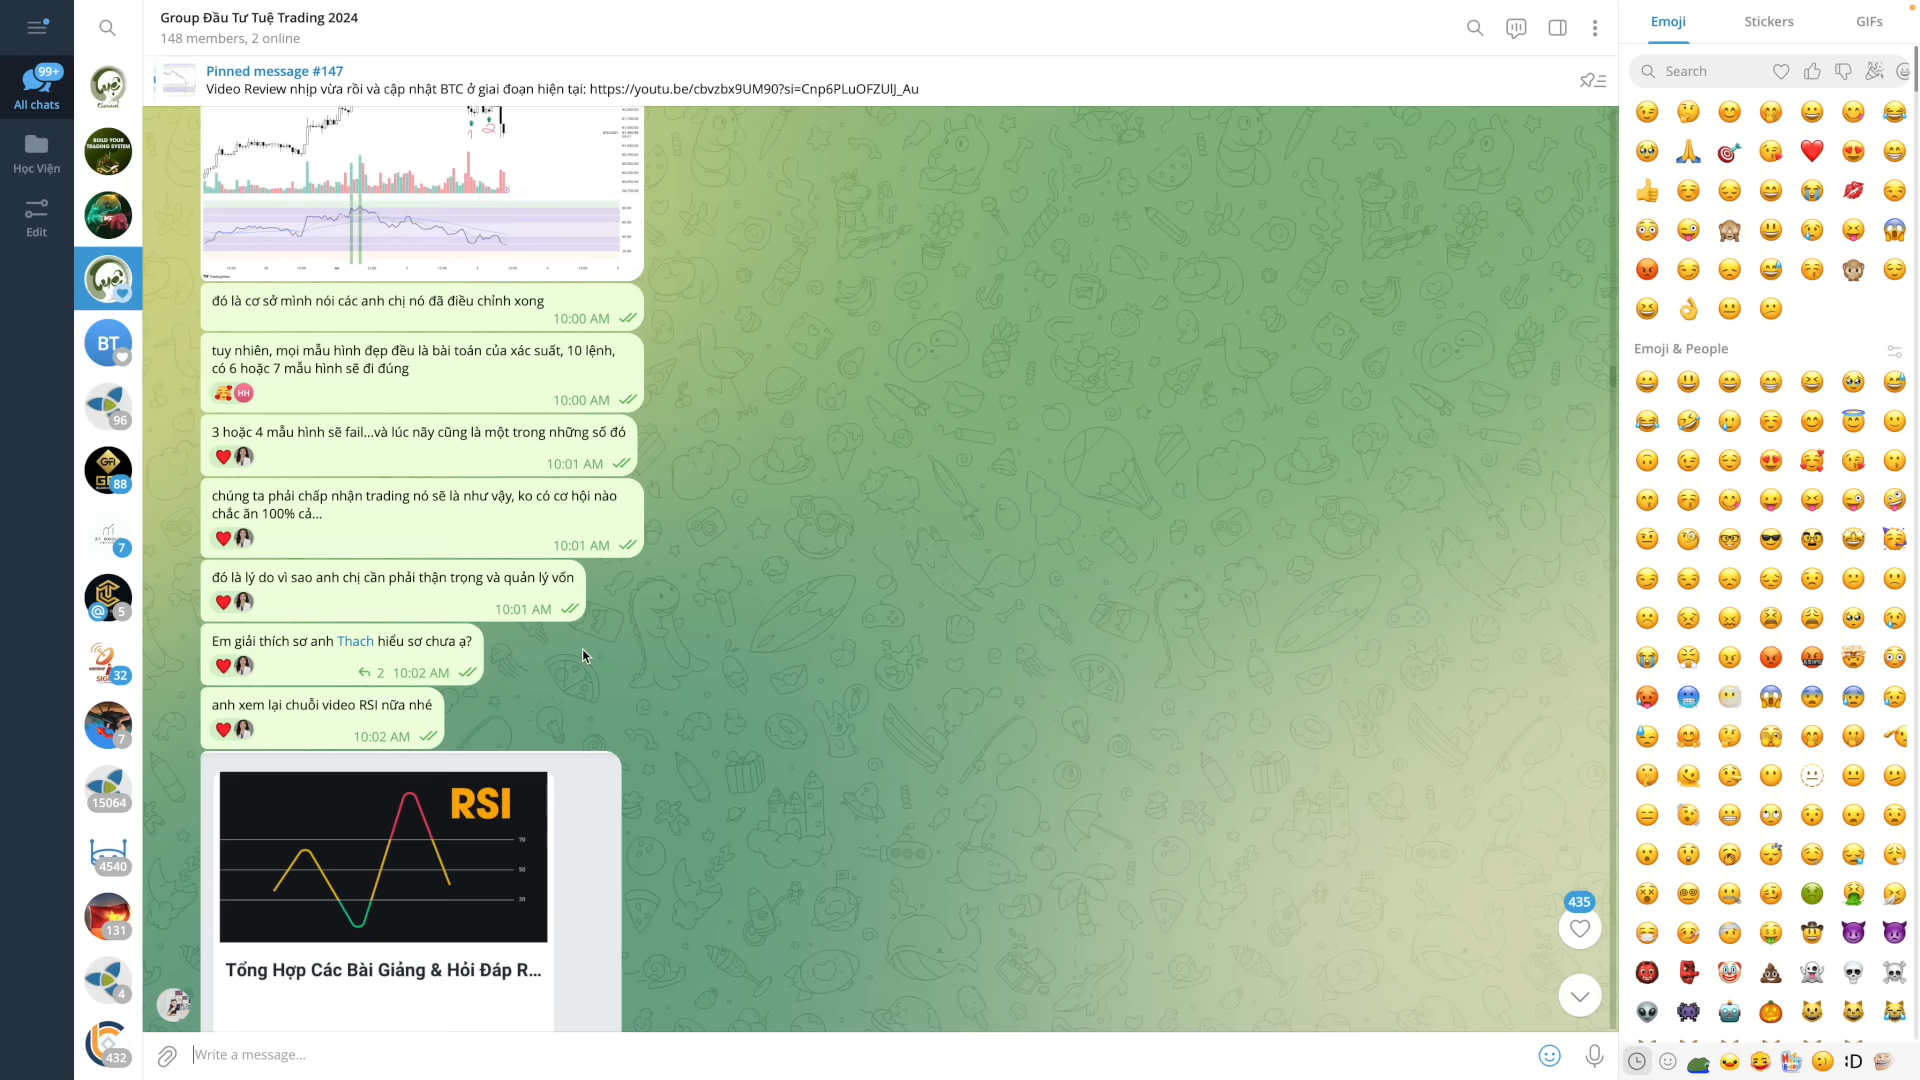 Group Đầu Tư Tuệ Trading 2024
148 members, 2 online
Pinned message #147
Video Review nhịp vừa rồi và cập nhật BTC ở giai đoạn hiện tại: https://youtu.be/cbvzbx9UM90?si=Cnp6PLuOFZUlJ_Au
99+
All chats
Học Viện
Edit
BUILD YOUR
TRADING SYSTEM
BT
96
88
7
5
32
7
15064
4540
131
4
432
đó là cơ sở mình nói các anh chị nó đã điều chỉnh xong
10:00 AM
tuy nhiên, mọi mẫu hình đẹp đều là bài toán của xác suất, 10 lệnh,
có 6 hoặc 7 mẫu hình sẽ đi đúng
HH
10:00 AM
3 hoặc 4 mẫu hình sẽ fail...và lúc nãy cũng là một trong những số đó
10:01 AM
chúng ta phải chấp nhận trading nó sẽ là như vậy, ko có cơ hội nào
chắc ăn 100% cả...
10:01 AM
đó là lý do vì sao anh chị cần phải thận trọng và quản lý vốn
10:01 AM
Em giải thích sơ anh Thach hiểu sơ chưa ạ?
2 10:02 AM
anh xem lại chuỗi video RSI nữa nhé
10:02 AM
RSI
70
50
30
Tổng Hợp Các Bài Giảng & Hỏi Đáp R...
435
Write a message...
Emoji
Stickers
GIFs
Search
Emoji & People
:D